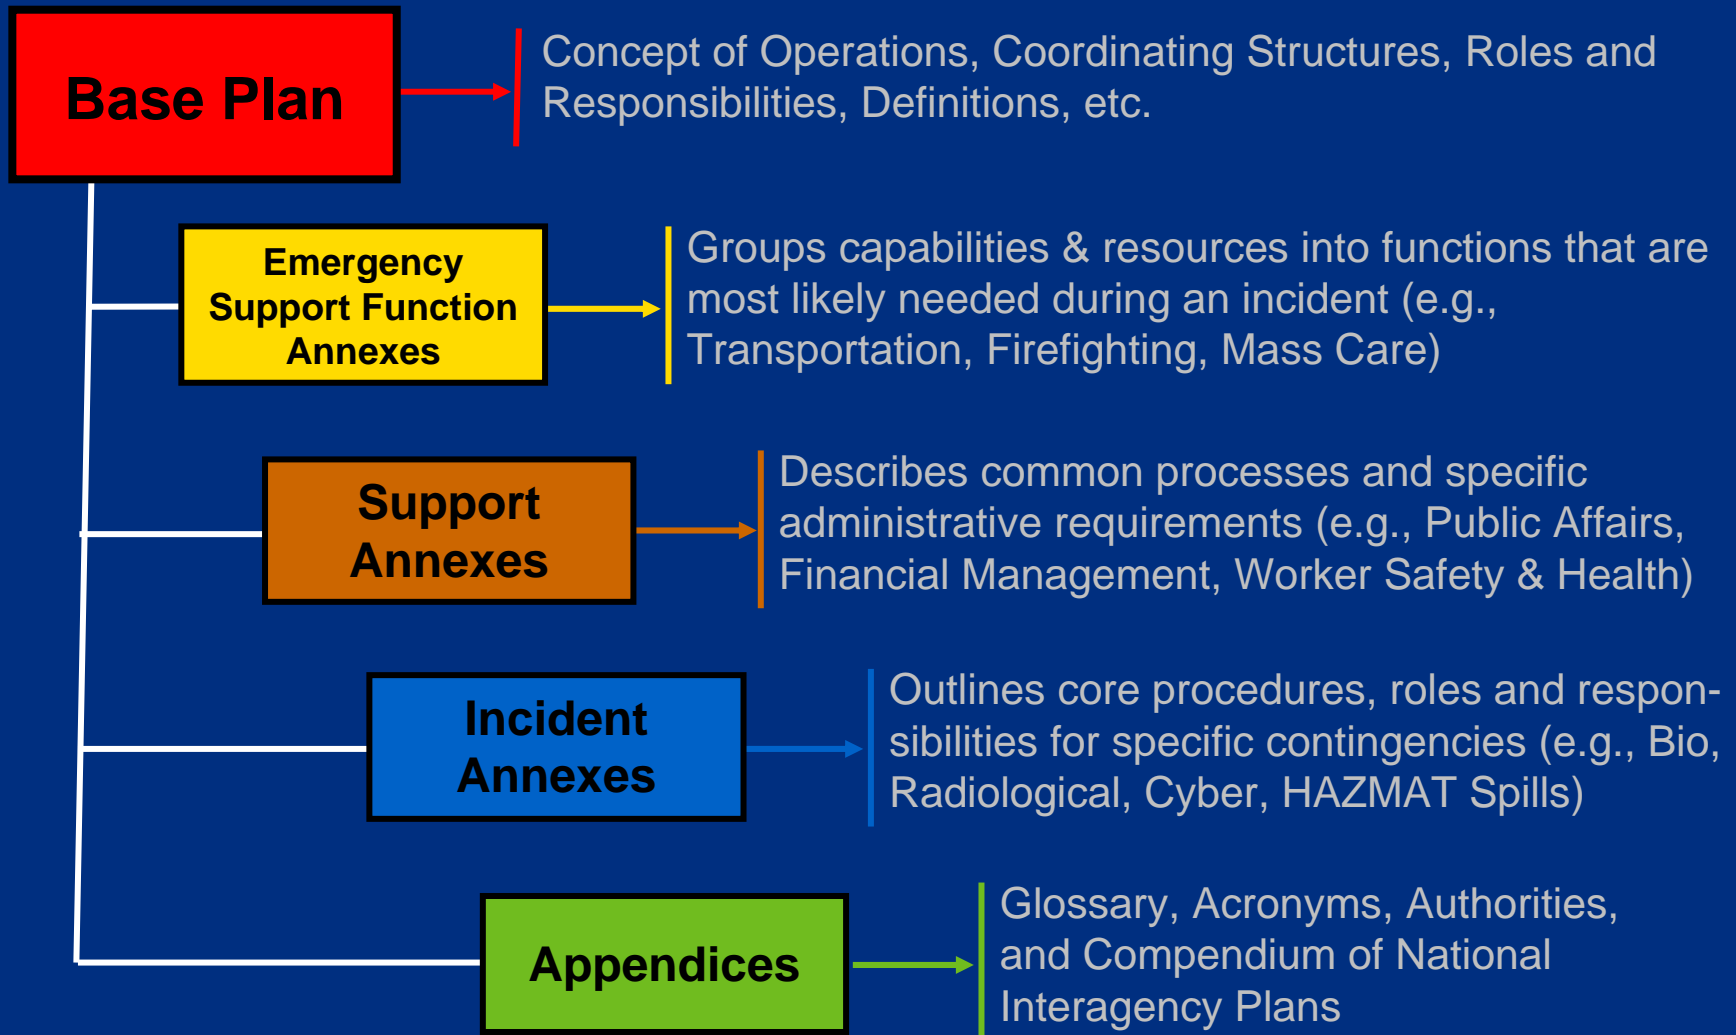 Base Plan
Concept of Operations, Coordinating Structures, Roles and
Responsibilities, Definitions, etc.
Emergency
Support Function
Annexes
Groups capabilities & resources into functions that are
most likely needed during an incident (e.g.,
Transportation, Firefighting, Mass Care)
Support
Annexes
Describes common processes and specific
administrative requirements (e.g., Public Affairs,
Financial Management, Worker Safety & Health)
Incident
Annexes
Outlines core procedures, roles and respon-
sibilities for specific contingencies (e.g., Bio,
Radiological, Cyber, HAZMAT Spills)
Appendices
Glossary, Acronyms, Authorities,
and Compendium of National
Interagency Plans